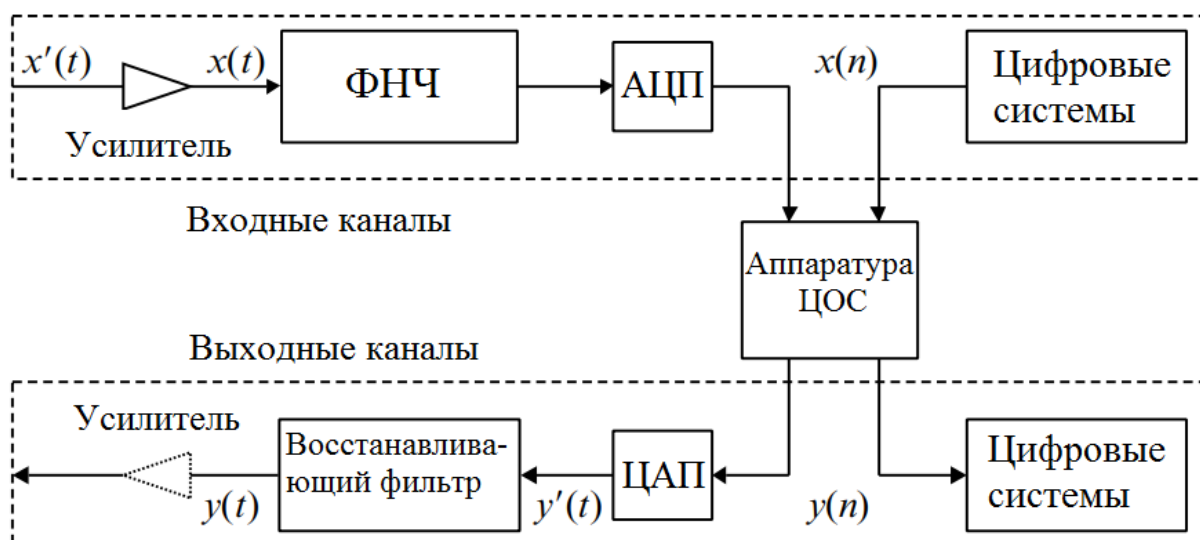 x′(t)
x(t)
ФНЧ
АЦП
x(n)
Цифровые
системы
Усилитель
Входные каналы
Аппаратура
ЦОС
Выходные каналы
Усилитель
Восстанавлива-
ющий фильтр
ЦАП
Цифровые
системы
y(t)
y′(t)
y(n)